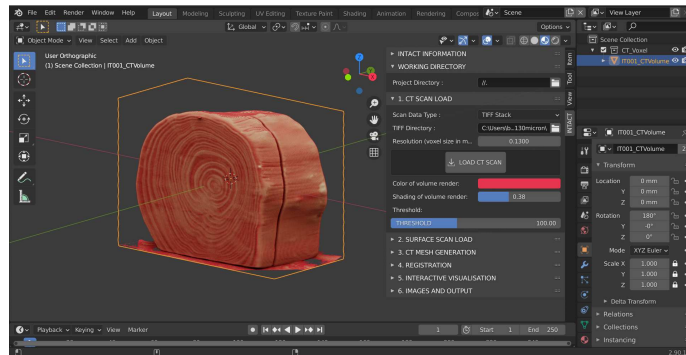 File Edit Render Window Help Layout Modeling Sculpting UV Editing Texture Paint Shading Animation Rendering Compos Scene View Layer
Global Options
Object Mode View Select Add Object
User Orthographic
(1) Scene Collection | IT001_CTVolume
INTACT INFORMATION
WORKING DIRECTORY
Project Directory : //.
1. CT SCAN LOAD
Scan Data Type : TIFF Stack
TIFF Directory : C:\Users\b...130micron\
Resolution (voxel size in m... 0.1300
LOAD CT SCAN
Color of volume render:
Shading of volume render: 0.38
Threshold:
THRESHOLD 100.00
2. SURFACE SCAN LOAD
3. CT MESH GENERATION
4. REGISTRATION
5. INTERACTIVE VISUALISATION
6. IMAGES AND OUTPUT
Item
Tool
View
INTACT
Scene Collection
CT_Voxel
IT001_CTVolume
IT001_CTVolume
IT001_CTVolume 2
Transform
Location 0 mm
Y 0 mm
Z 0 mm
Rotation 180°
Y -0°
Z 0°
Mode XYZ Euler
Scale X 1.000
Y 1.000
Z 1.000
Delta Transform
Relations
Collections
Instancing
Playback Keying View Marker 1 Start 1 End 250
2.90.